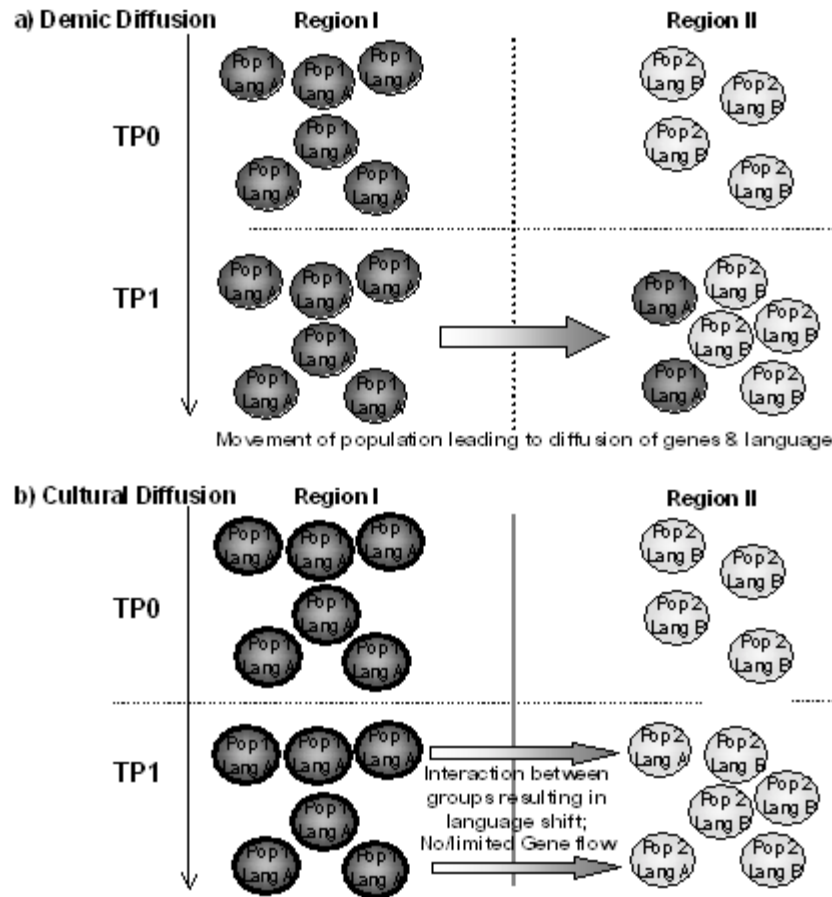 a) Demic Diffusion Region I Region II
Pop 1 Lang A
Pop 1 Lang A
Pop 1 Lang A
Pop 2 Lang B
Pop 2 Lang B
TP0
Pop 1 Lang A
Pop 2 Lang B
Pop 1 Lang A
Pop 1 Lang A
Pop 2 Lang B
Pop 1 Lang A
Pop 1 Lang A
Pop 1 Lang A
Pop 1 Lang A
Pop 2 Lang B
TP1
Pop 1 Lang A
Pop 2 Lang B
Pop 2 Lang B
Pop 1 Lang A
Pop 1 Lang A
Pop 1 Lang A
Pop 2 Lang B
Movement of population leading to diffusion of genes & language
b) Cultural Diffusion Region I Region II
Pop 1 Lang A
Pop 1 Lang A
Pop 1 Lang A
Pop 2 Lang B
Pop 2 Lang B
TP0
Pop 1 Lang A
Pop 2 Lang B
Pop 1 Lang A
Pop 1 Lang A
Pop 2 Lang B
TP1
Pop 1 Lang A
Pop 1 Lang A
Pop 1 Lang A
Pop 2 Lang A
Pop 2 Lang B
Interaction between
groups resulting in
language shift;
No/limited Gene flow
Pop 1 Lang A
Pop 2 Lang B
Pop 2 Lang B
Pop 1 Lang A
Pop 1 Lang A
Pop 2 Lang A
Pop 2 Lang B